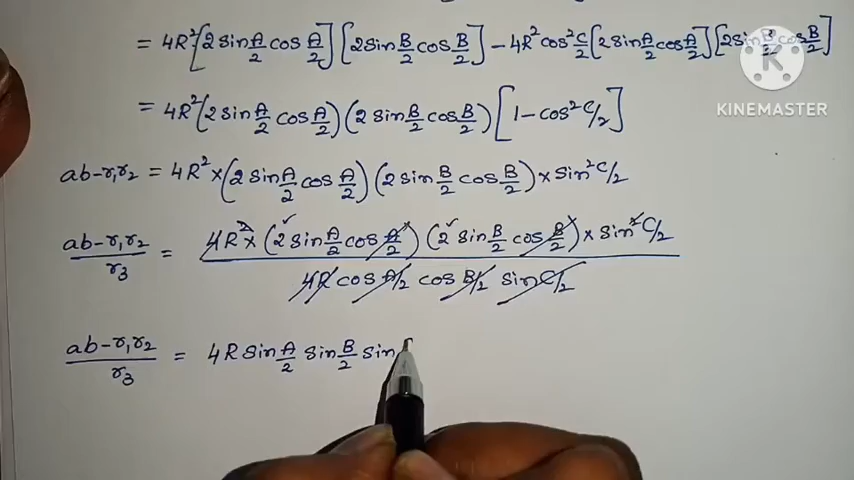 = 4R²[2 sin A/2 cos A/2] [2 sin B/2 cos B/2] - 4R² cos² C/2 [2 sin A/2 cos A/2] [2 sin B/2 cos B/2]
KINEMASTER
= 4R² (2 sin A/2 cos A/2) (2 sin B/2 cos B/2) [1 - cos² C/2]
ab - r₁r₂ = 4R² × (2 sin A/2 cos A/2) (2 sin B/2 cos B/2) × sin² C/2
ab - r₁r₂ / r₃ = 4R² × (2 sin A/2 cos A/2) (2 sin B/2 cos B/2) × sin² C/2 / 4R cos A/2 cos B/2 sin C/2
ab - r₁r₂ / r₃ = 4R sin A/2 sin B/2 sin